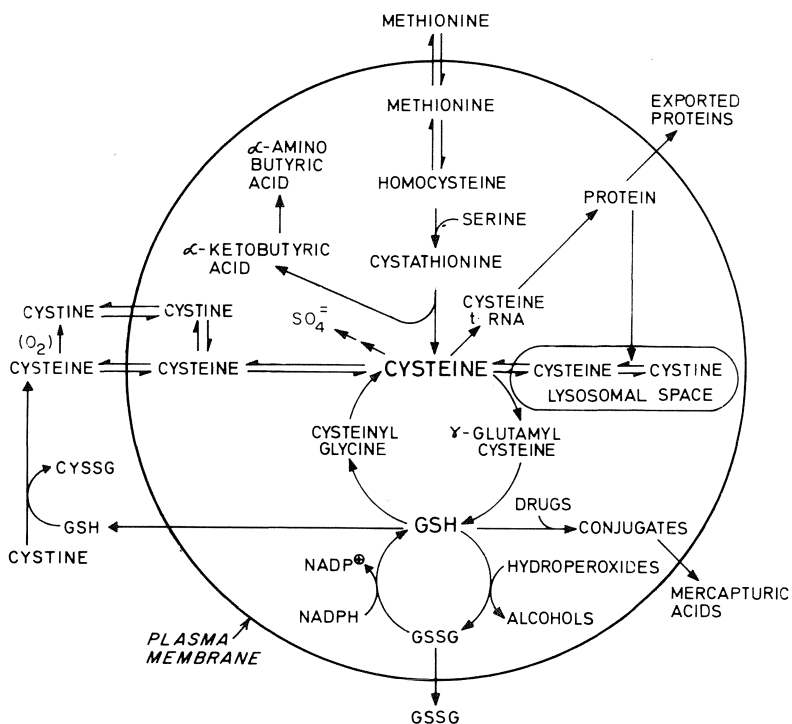 METHIONINE
METHIONINE
EXPORTED
PROTEINS
α-AMINO
BUTYRIC
ACID
HOMOCYSTEINE
PROTEIN
SERINE
α-KETOBUTYRIC
ACID
CYSTATHIONINE
CYSTINE
CYSTINE
SO4=
CYSTEINE
t. RNA
(O2)
CYSTEINE
CYSTEINE
CYSTEINE
CYSTEINE
CYSTINE
LYSOSOMAL SPACE
CYSTEINYL
GLYCINE
γ-GLUTAMYL
CYSTEINE
CYSSG
GSH
CYSTINE
GSH
DRUGS
CONJUGATES
MERCAPTURIC
ACIDS
NADP⊕
NADPH
HYDROPEROXIDES
ALCOHOLS
GSSG
PLASMA
MEMBRANE
GSSG